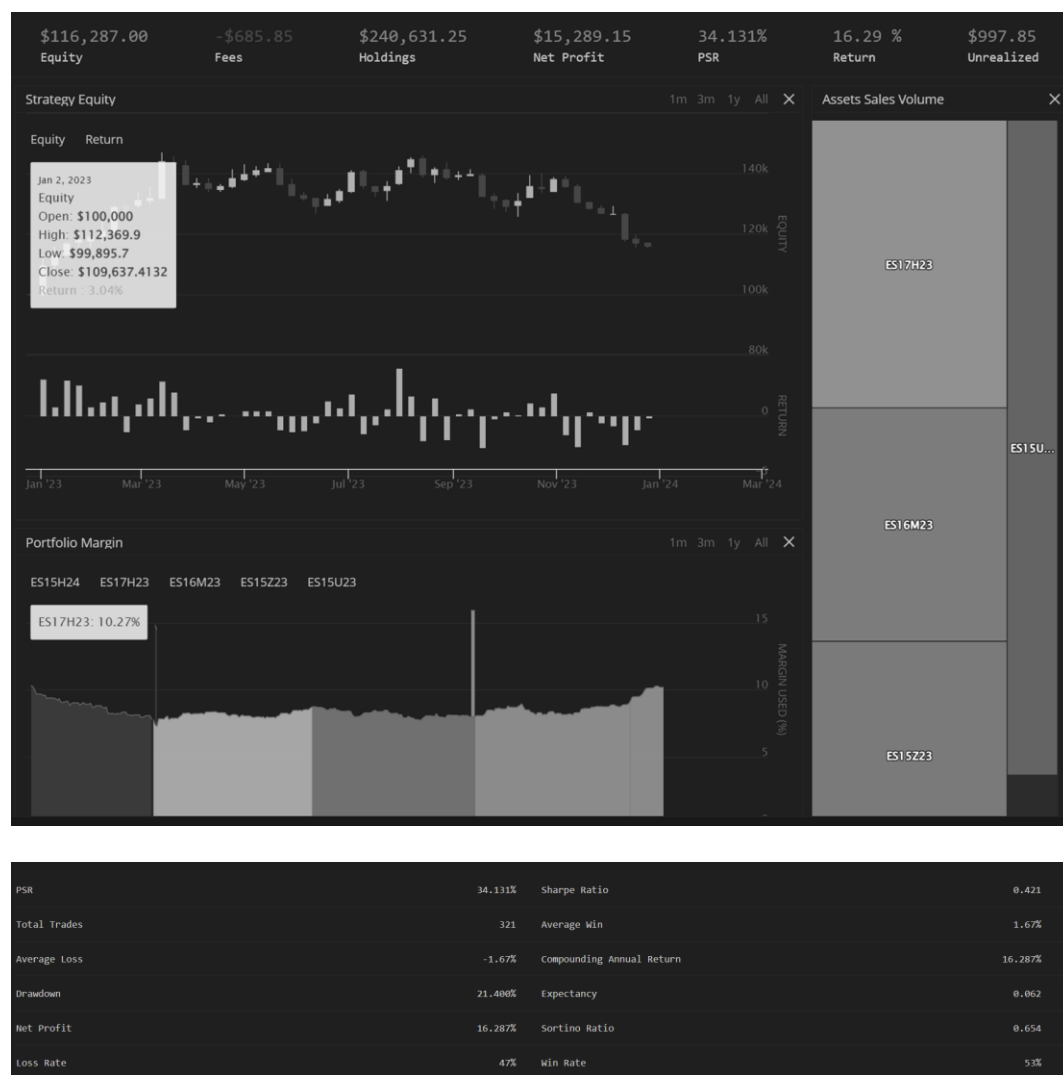 $116,287.00 -$685.85 $240,631.25 $15,289.15 34.131% 16.29 % $997.85
Equity Fees Holdings Net Profit PSR Return Unrealized
Strategy Equity 1m 3m 1y All Assets Sales Volume
Equity Return
Jan 2, 2023
Equity
Open: $100,000
High: $112,369.9
Low: $99,895.7
Close: $109,637.4132
Return : 3.04%
140k
120k
100k
80k
EQUITY
0
RETURN
Jan '23 Mar '23 May '23 Jul '23 Sep '23 Nov '23 Jan '24 Mar '24
ES17H23
ES15U...
ES16M23
ES15Z23
Portfolio Margin 1m 3m 1y All
ES15H24 ES17H23 ES16M23 ES15Z23 ES15U23
ES17H23: 10.27%
15
10
5
MARGIN USED (%)
PSR 34.131% Sharpe Ratio 0.421
Total Trades 321 Average Win 1.67%
Average Loss -1.67% Compounding Annual Return 16.287%
Drawdown 21.400% Expectancy 0.062
Net Profit 16.287% Sortino Ratio 0.654
Loss Rate 47% Win Rate 53%